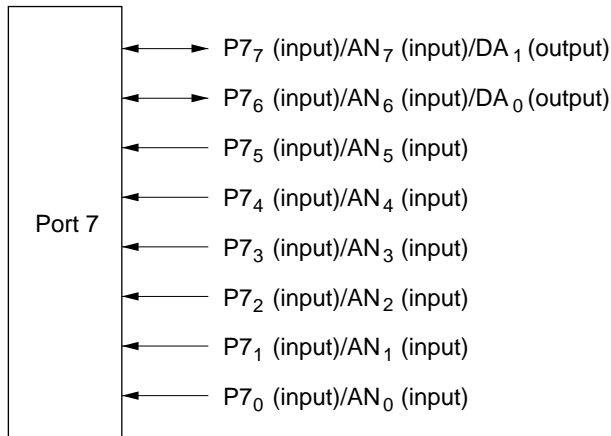 P7₇ (input)/AN₇ (input)/DA₁ (output)
P7₆ (input)/AN₆ (input)/DA₀ (output)
P7₅ (input)/AN₅ (input)
P7₄ (input)/AN₄ (input)
Port 7
P7₃ (input)/AN₃ (input)
P7₂ (input)/AN₂ (input)
P7₁ (input)/AN₁ (input)
P7₀ (input)/AN₀ (input)